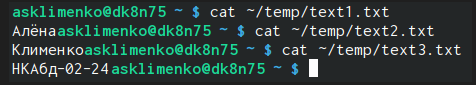 asklimenko@dk8n75 ~ $ cat ~/temp/text1.txt
Алёнаasklimenko@dk8n75 ~ $ cat ~/temp/text2.txt
Клименкоasklimenko@dk8n75 ~ $ cat ~/temp/text3.txt
НКАбд-02-24asklimenko@dk8n75 ~ $